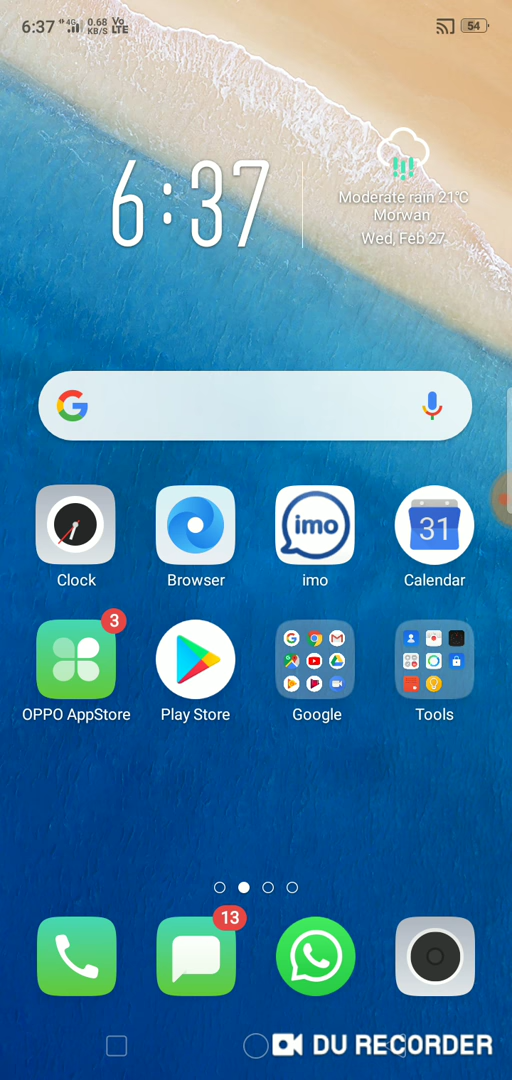 6:37 4G 0.68 KB/S Vo LTE 54
6:37
Moderate rain 21°C
Morwan
Wed, Feb 27
imo
31
Clock Browser imo Calendar
3
OPPO AppStore Play Store Google Tools
13
DU RECORDER